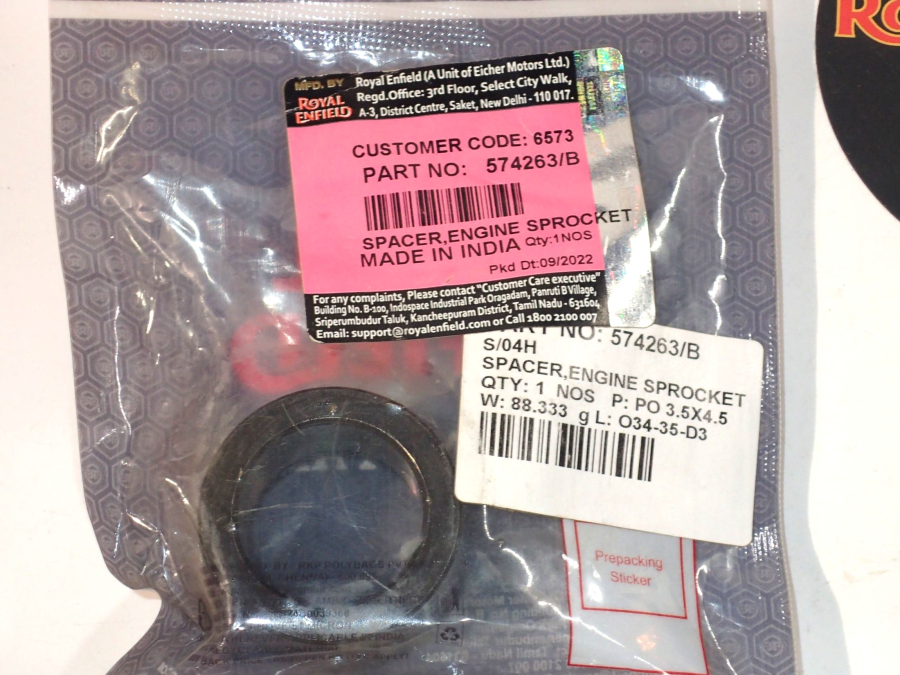 MFD. BY
ROYAL
ENFIELD
Royal Enfield (A Unit of Eicher Motors Ltd.)
Regd.Office: 3rd Floor, Select City Walk,
A-3, District Centre, Saket, New Delhi - 110 017.
CUSTOMER CODE: 6573
PART NO: 574263/B
SPACER,ENGINE SPROCKET
MADE IN INDIA Qty:1NOS
Pkd Dt:09/2022
For any complaints, Please contact "Customer Care executive"
Building No. B-100, Indospace Industrial Park Oragadam, Panruti B Village,
Sriperumbudur Taluk, Kancheepuram District, Tamil Nadu - 631604
Email: support@royalenfield.com or Call 1800 2100 007
PART NO: 574263/B
S/04H
SPACER,ENGINE SPROCKET
QTY: 1 NOS P: PO 3.5X4.5
W: 88.333 g L: O34-35-D3
Prepacking
Sticker